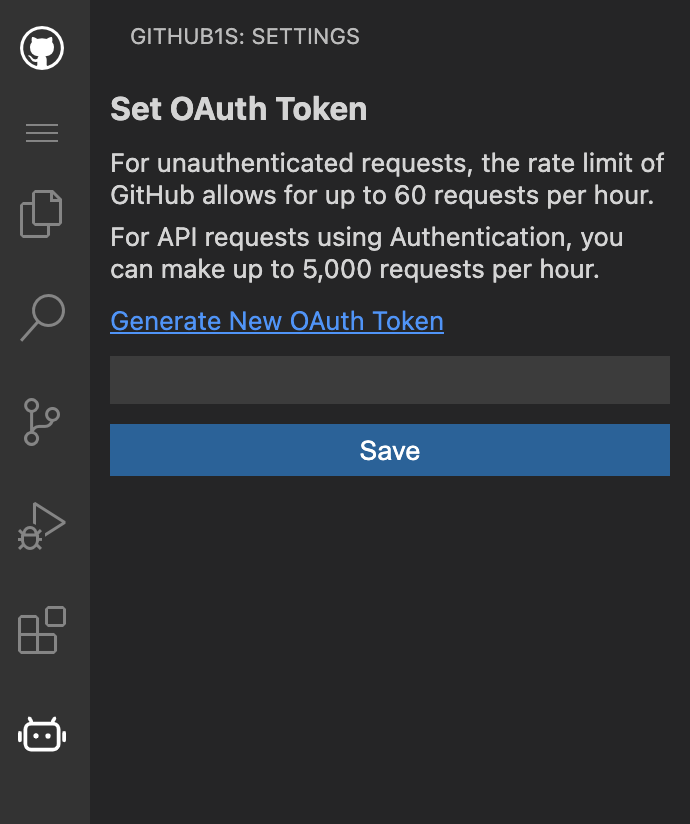 GITHUB1S: SETTINGS
Set OAuth Token
For unauthenticated requests, the rate limit of
GitHub allows for up to 60 requests per hour.
For API requests using Authentication, you
can make up to 5,000 requests per hour.
Generate New OAuth Token
Save